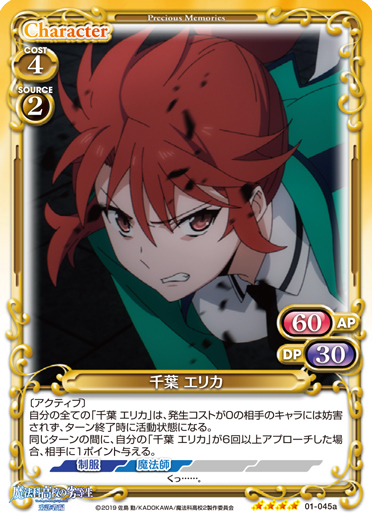 Precious Memories
Character
COST
4
SOURCE
2
60 AP
DP 30
千葉 エリカ
〔アクティブ〕
自分の全ての「千葉 エリカ」は、発生コストが0の相手のキャラには妨害
されず、ターン終了時に活動状態になる。
同じターンの間に、自分の「千葉 エリカ」が6回以上アプローチした場
合、相手に1ポイント与える。
制服 魔法師
くっ……。
魔法科高校の劣等生
©2019 佐島 勤/KADOKAWA/魔法科高校2製作委員会
01-045a